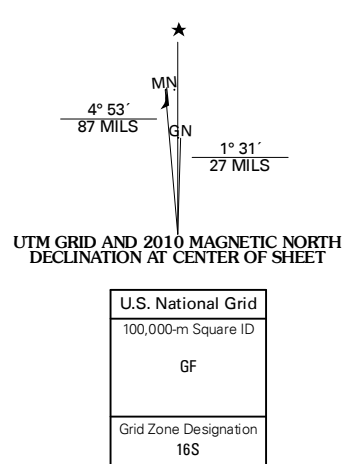 ★
MN
4° 53´
87 MILS
GN
1° 31´
27 MILS
UTM GRID AND 2010 MAGNETIC NORTH
DECLINATION AT CENTER OF SHEET
U.S. National Grid
100,000-m Square ID
GF
Grid Zone Designation
16S